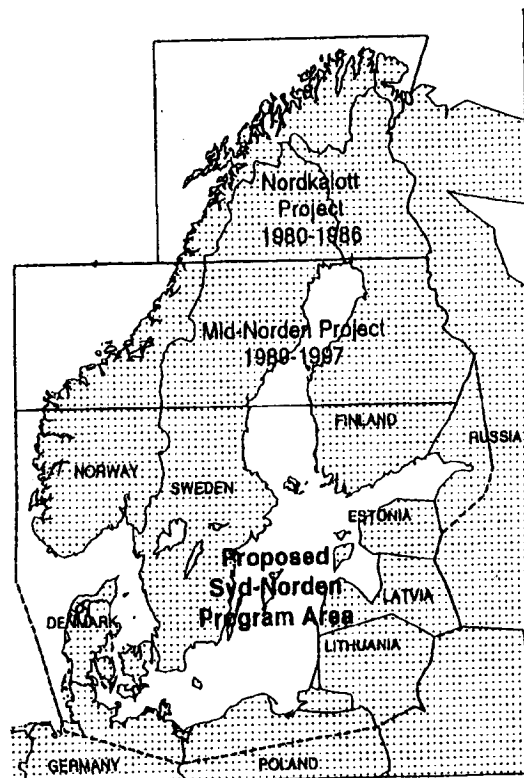 Nordkalott
Project
1980-1986
Mid-Norden Project
1989-1997
FINLAND
RUSSIA
NORWAY
SWEDEN
ESTONIA
Proposed
Syd-Norden
Program Area
LATVIA
DENMARK
LITHUANIA
GERMANY
POLAND